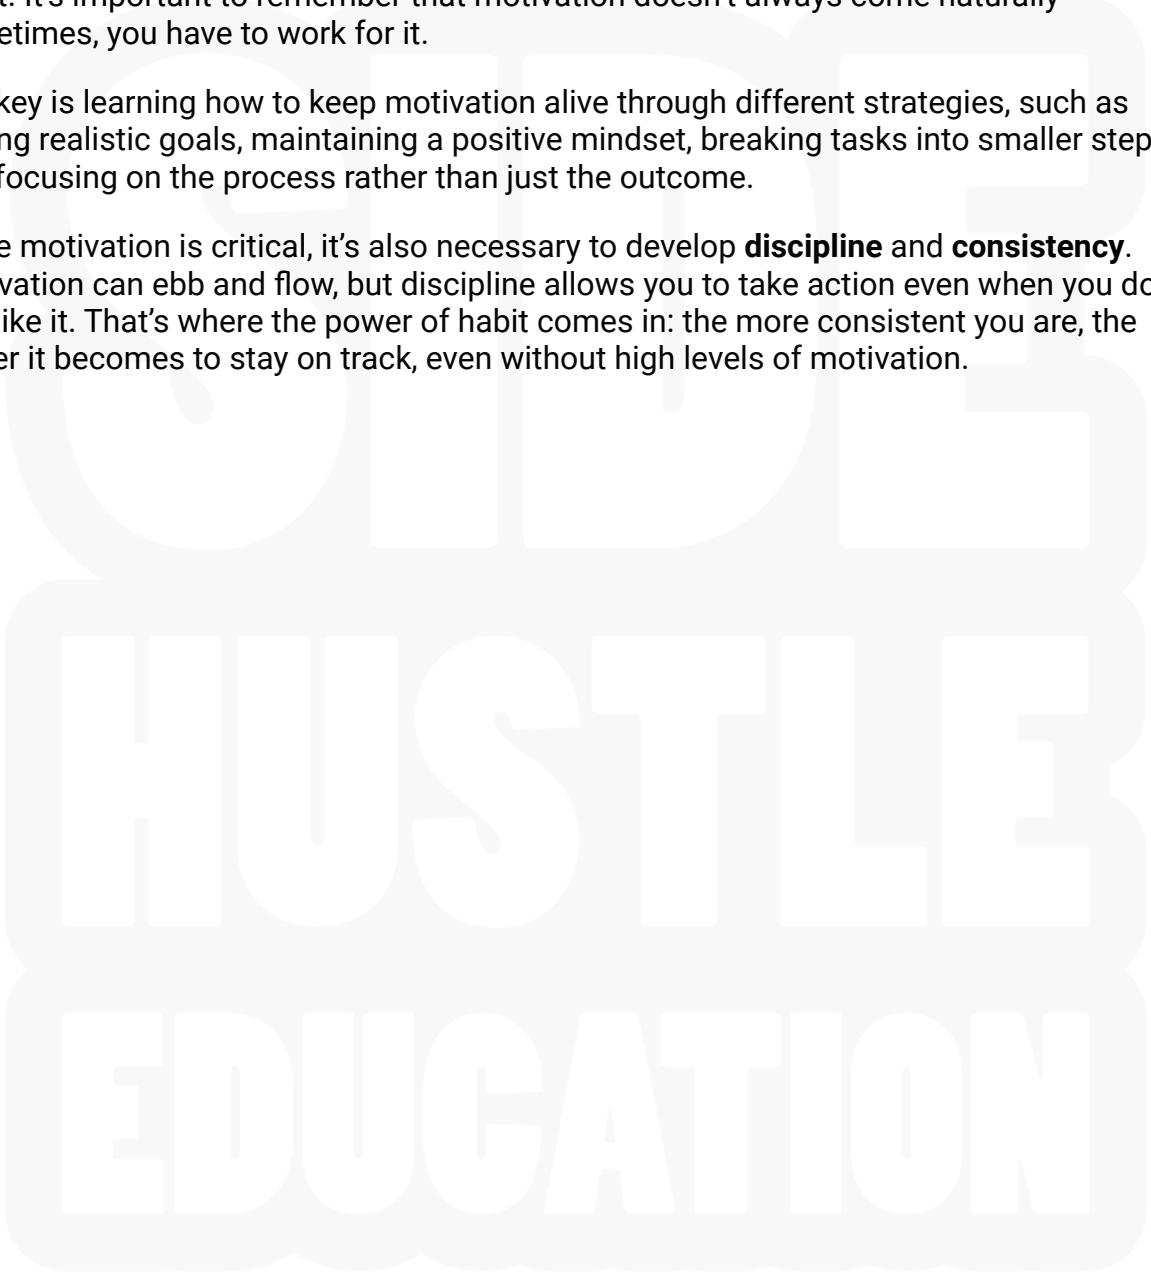 It's important to remember that motivation doesn't always come naturally
etimes, you have to work for it.
key is learning how to keep motivation alive through different strategies, such as
ng realistic goals, maintaining a positive mindset, breaking tasks into smaller step
focusing on the process rather than just the outcome.
e motivation is critical, it’s also necessary to develop discipline and consistency.
vation can ebb and flow, but discipline allows you to take action even when you do
ike it. That’s where the power of habit comes in: the more consistent you are, the
er it becomes to stay on track, even without high levels of motivation.
SIDE
HUSTLE
EDUCATION